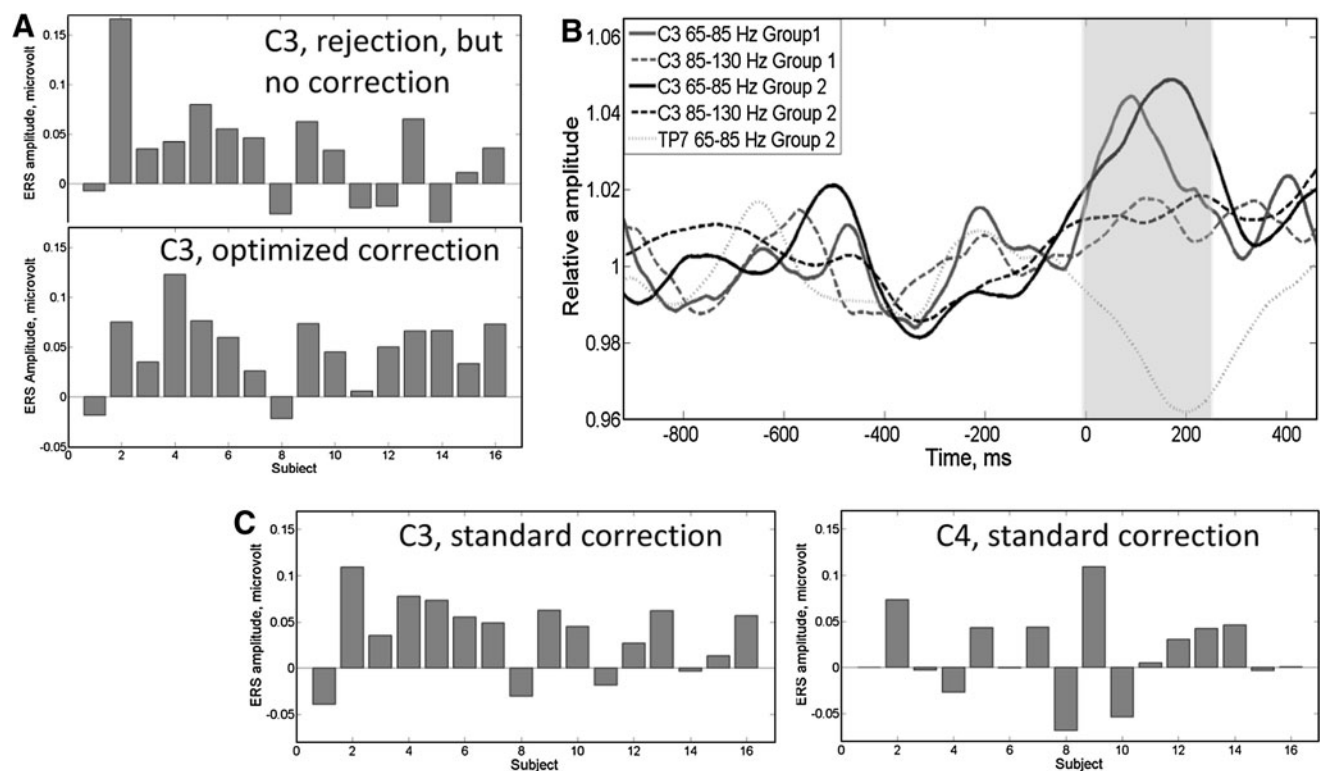 A
C3, rejection, but
no correction
ERS amplitude, microvolt
0.15
0.1
0.05
0
C3, optimized correction
ERS Amplitude, microvolt
0.15
0.1
0.05
0
-0.05
0 2 4 6 8 10 12 14 16
Subject
B
C3 65-85 Hz Group1
C3 85-130 Hz Group 1
C3 65-85 Hz Group 2
C3 85-130 Hz Group 2
TP7 65-85 Hz Group 2
Relative amplitude
1.06
1.04
1.02
1
0.98
0.96
-800 -600 -400 -200 0 200 400
Time, ms
C
C3, standard correction
ERS amplitude, microvolt
0.15
0.1
0.05
0
-0.05
0 2 4 6 8 10 12 14 16
Subject
C4, standard correction
ERS amplitude, microvolt
0.15
0.1
0.05
0
-0.05
0 2 4 6 8 10 12 14 16
Subject